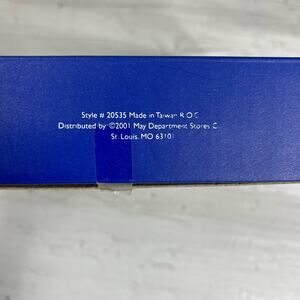 Style # 20535 Made in Taiwan R O C
Distributed by ©2001 May Department Stores C
St. Louis, MO 63101